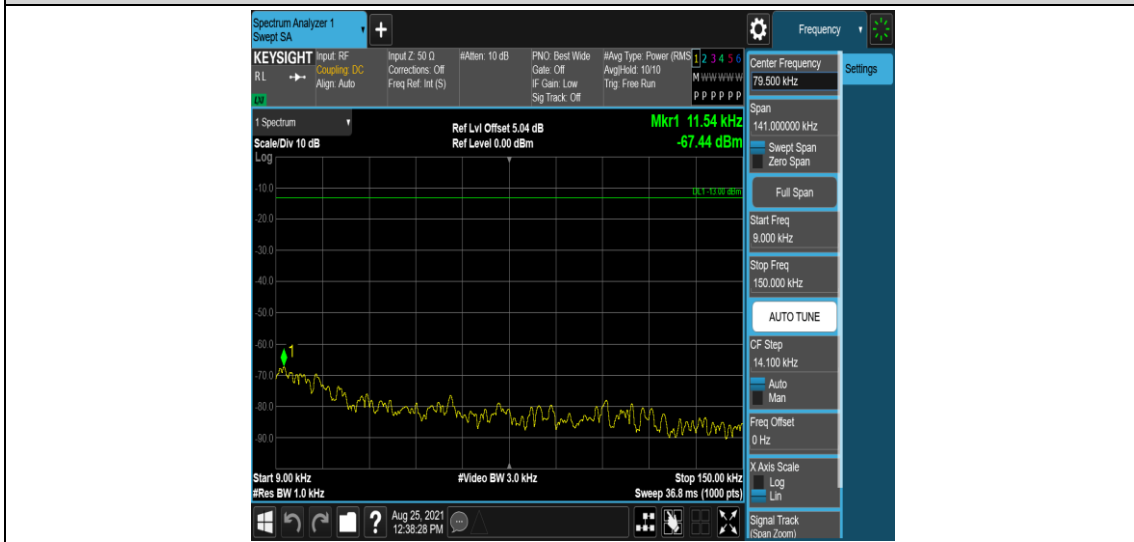 Spectrum Analyzer 1
Swept SA
+
Frequency
KEYSIGHT
Input: RF
Input Z: 50 Ω
#Atten: 10 dB
PNO: Best Wide
#Avg Type: Power (RMS
1 2 3 4 5 6
R L
Coupling: DC
Corrections: Off
Gate: Off
Avg|Hold: 10/10
M W W W W W
Align: Auto
Freq Ref: Int (S)
IF Gain: Low
Trig: Free Run
Sig Track: Off
P P P P P P
1 Spectrum
Ref Lvl Offset 5.04 dB
Mkr1 11.54 kHz
Scale/Div 10 dB
Ref Level 0.00 dBm
-67.44 dBm
Log
DL1 -13.00 dBm
-10.0
-20.0
-30.0
-40.0
-50.0
-60.0
1
-70.0
-80.0
-90.0
Start 9.00 kHz
#Video BW 3.0 kHz
Stop 150.00 kHz
#Res BW 1.0 kHz
Sweep 36.8 ms (1000 pts)
?
Aug 25, 2021
12:38:28 PM
Center Frequency
79.500 kHz
Settings
Span
141.000000 kHz
Swept Span
Zero Span
Full Span
Start Freq
9.000 kHz
Stop Freq
150.000 kHz
AUTO TUNE
CF Step
14.100 kHz
Auto
Man
Freq Offset
0 Hz
X Axis Scale
Log
Lin
Signal Track
(Span Zoom)